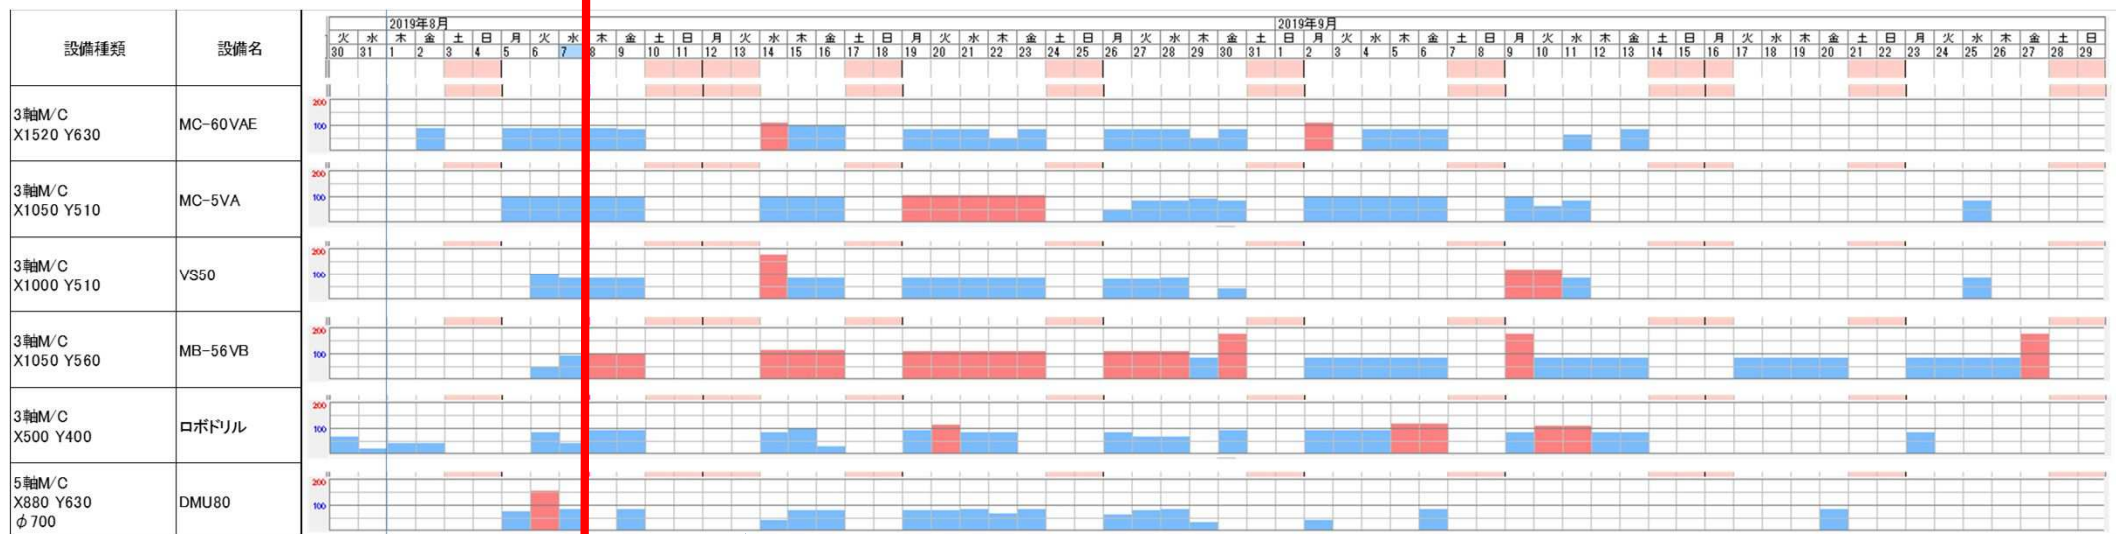 2019年8月 2019年9月
設備種類 設備名 火 水 木 金 土 日 月 火 水 木 金 土 日 月 火 水 木 金 土 日 月 火 水 木 金 土 日 月 火 水 木 金 土 日 月 火 水 木 金 土 日 月 火 水 木 金 土 日 月 火 水 木 金 土 日 月 火 水 木 金 土 日
30 31 1 2 3 4 5 6 7 8 9 10 11 12 13 14 15 16 17 18 19 20 21 22 23 24 25 26 27 28 29 30 31 1 2 3 4 5 6 7 8 9 10 11 12 13 14 15 16 17 18 19 20 21 22 23 24 25 26 27 28 29
200
3軸M/C
X1520 Y630 MC-60VAE 100
200
3軸M/C
X1050 Y510 MC-5VA 100
200
3軸M/C
X1000 Y510 VS50 100
200
3軸M/C
X1050 Y560 MB-56VB 100
200
3軸M/C
X500 Y400 ロボドリル 100
200
5軸M/C
X880 Y630 DMU80 100
φ700